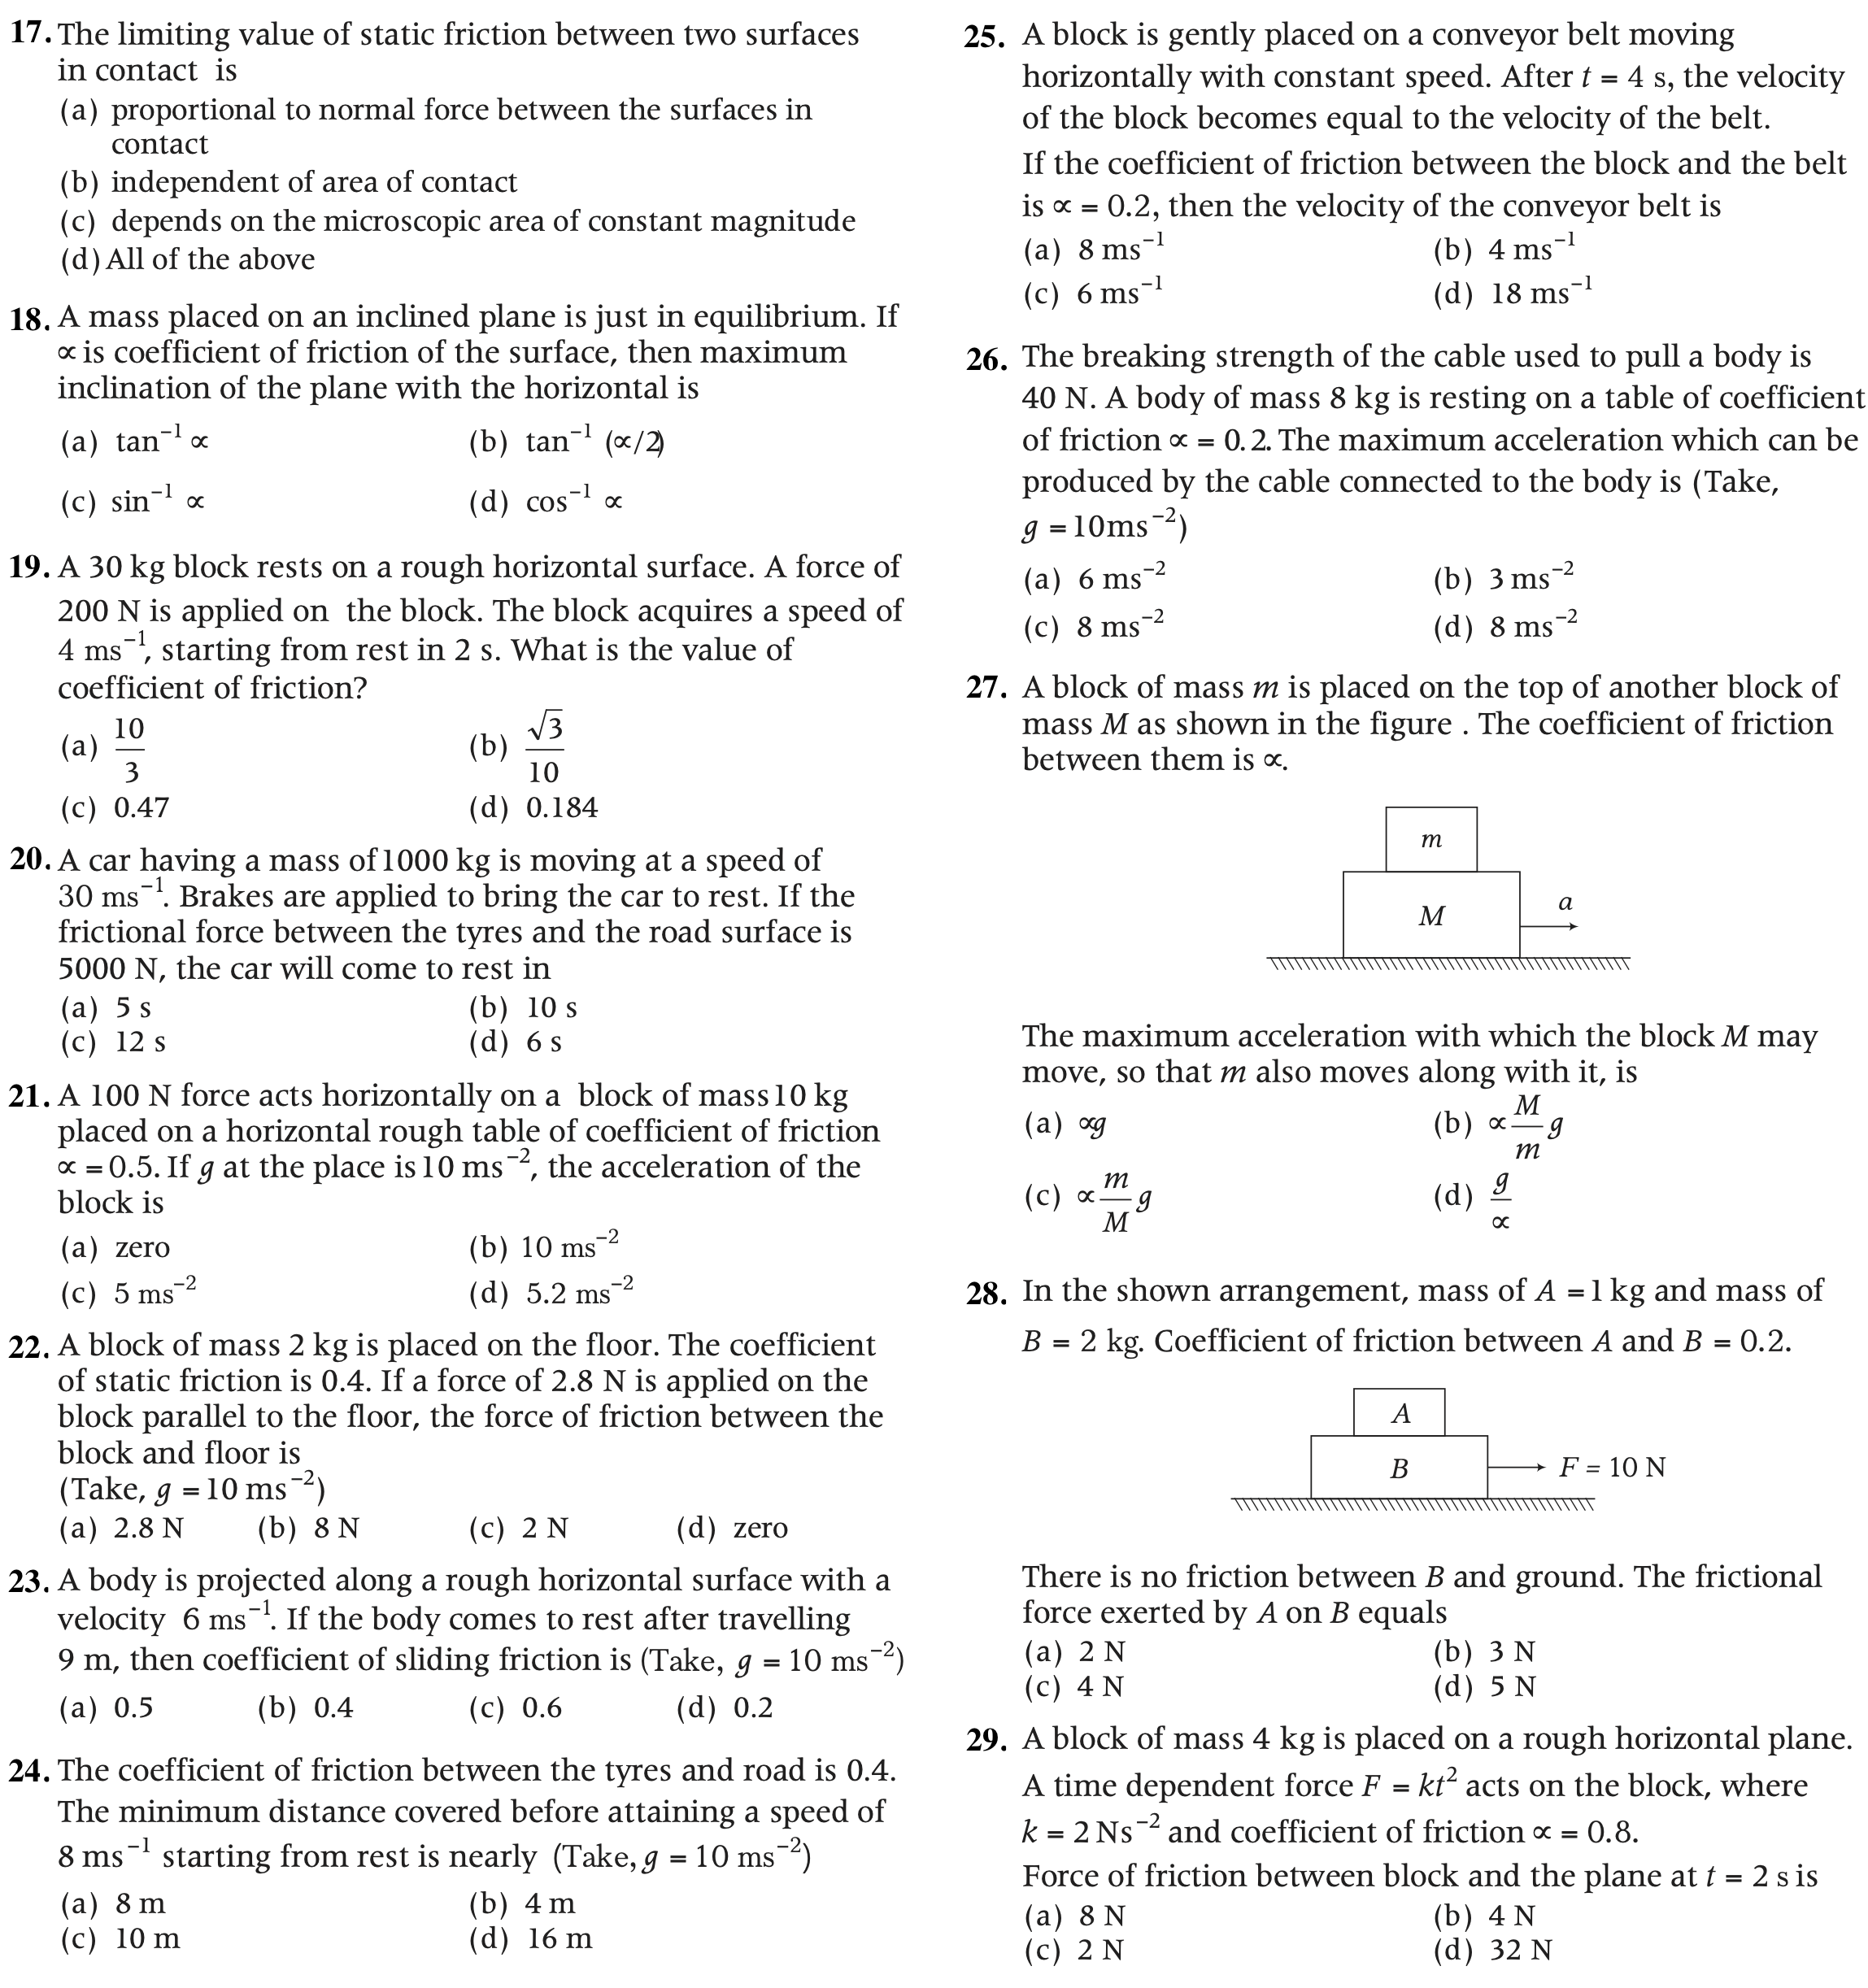 17. The limiting value of static friction between two surfaces
in contact is
(a) proportional to normal force between the surfaces in
contact
(b) independent of area of contact
(c) depends on the microscopic area of constant magnitude
(d) All of the above
18. A mass placed on an inclined plane is just in equilibrium. If
∝ is coefficient of friction of the surface, then maximum
inclination of the plane with the horizontal is
(a) tan⁻¹ ∝ (b) tan⁻¹ (∝/2)
(c) sin⁻¹ ∝ (d) cos⁻¹ ∝
19. A 30 kg block rests on a rough horizontal surface. A force of
200 N is applied on the block. The block acquires a speed of
4 ms⁻¹, starting from rest in 2 s. What is the value of
coefficient of friction?
(a) 10/3 (b) √3/10
(c) 0.47 (d) 0.184
20. A car having a mass of 1000 kg is moving at a speed of
30 ms⁻¹. Brakes are applied to bring the car to rest. If the
frictional force between the tyres and the road surface is
5000 N, the car will come to rest in
(a) 5 s (b) 10 s
(c) 12 s (d) 6 s
21. A 100 N force acts horizontally on a block of mass 10 kg
placed on a horizontal rough table of coefficient of friction
∝ = 0.5. If g at the place is 10 ms⁻², the acceleration of the
block is
(a) zero (b) 10 ms⁻²
(c) 5 ms⁻² (d) 5.2 ms⁻²
22. A block of mass 2 kg is placed on the floor. The coefficient
of static friction is 0.4. If a force of 2.8 N is applied on the
block parallel to the floor, the force of friction between the
block and floor is
(Take, g = 10 ms⁻²)
(a) 2.8 N (b) 8 N (c) 2 N (d) zero
23. A body is projected along a rough horizontal surface with a
velocity 6 ms⁻¹. If the body comes to rest after travelling
9 m, then coefficient of sliding friction is (Take, g = 10 ms⁻²)
(a) 0.5 (b) 0.4 (c) 0.6 (d) 0.2
24. The coefficient of friction between the tyres and road is 0.4.
The minimum distance covered before attaining a speed of
8 ms⁻¹ starting from rest is nearly (Take, g = 10 ms⁻²)
(a) 8 m (b) 4 m
(c) 10 m (d) 16 m
25. A block is gently placed on a conveyor belt moving
horizontally with constant speed. After t = 4 s, the velocity
of the block becomes equal to the velocity of the belt.
If the coefficient of friction between the block and the belt
is ∝ = 0.2, then the velocity of the conveyor belt is
(a) 8 ms⁻¹ (b) 4 ms⁻¹
(c) 6 ms⁻¹ (d) 18 ms⁻¹
26. The breaking strength of the cable used to pull a body is
40 N. A body of mass 8 kg is resting on a table of coefficient
of friction ∝ = 0.2. The maximum acceleration which can be
produced by the cable connected to the body is (Take,
g = 10ms⁻²)
(a) 6 ms⁻² (b) 3 ms⁻²
(c) 8 ms⁻² (d) 8 ms⁻²
27. A block of mass m is placed on the top of another block of
mass M as shown in the figure . The coefficient of friction
between them is ∝.
m
M
a
The maximum acceleration with which the block M may
move, so that m also moves along with it, is
(a) ∝g (b) ∝ M/m g
(c) ∝ m/M g (d) g/∝
28. In the shown arrangement, mass of A = 1 kg and mass of
B = 2 kg. Coefficient of friction between A and B = 0.2.
A
B
F = 10 N
There is no friction between B and ground. The frictional
force exerted by A on B equals
(a) 2 N (b) 3 N
(c) 4 N (d) 5 N
29. A block of mass 4 kg is placed on a rough horizontal plane.
A time dependent force F = kt² acts on the block, where
k = 2 Ns⁻² and coefficient of friction ∝ = 0.8.
Force of friction between block and the plane at t = 2 s is
(a) 8 N (b) 4 N
(c) 2 N (d) 32 N